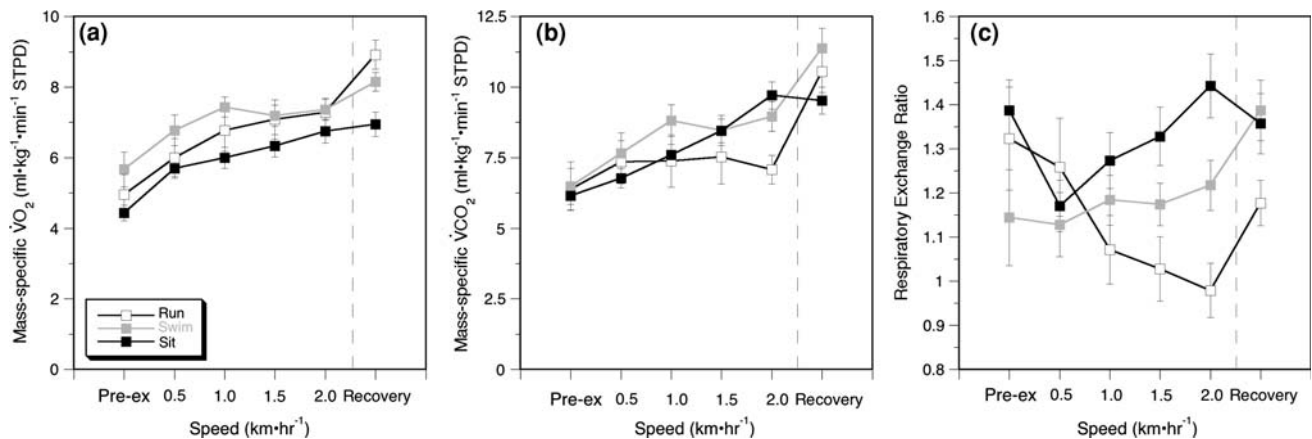 (a)
10
8
6
4
2
0
Mass-specific V̇O₂ (ml•kg⁻¹•min⁻¹ STPD)
Run
Swim
Sit
Pre-ex 0.5 1.0 1.5 2.0 Recovery
Speed (km•hr⁻¹)
(b)
12.5
10
7.5
5
2.5
0
Mass-specific V̇CO₂ (ml•kg⁻¹•min⁻¹ STPD)
Pre-ex 0.5 1.0 1.5 2.0 Recovery
Speed (km•hr⁻¹)
(c)
1.6
1.5
1.4
1.3
1.2
1.1
1
0.9
0.8
Respiratory Exchange Ratio
Pre-ex 0.5 1.0 1.5 2.0 Recovery
Speed (km•hr⁻¹)